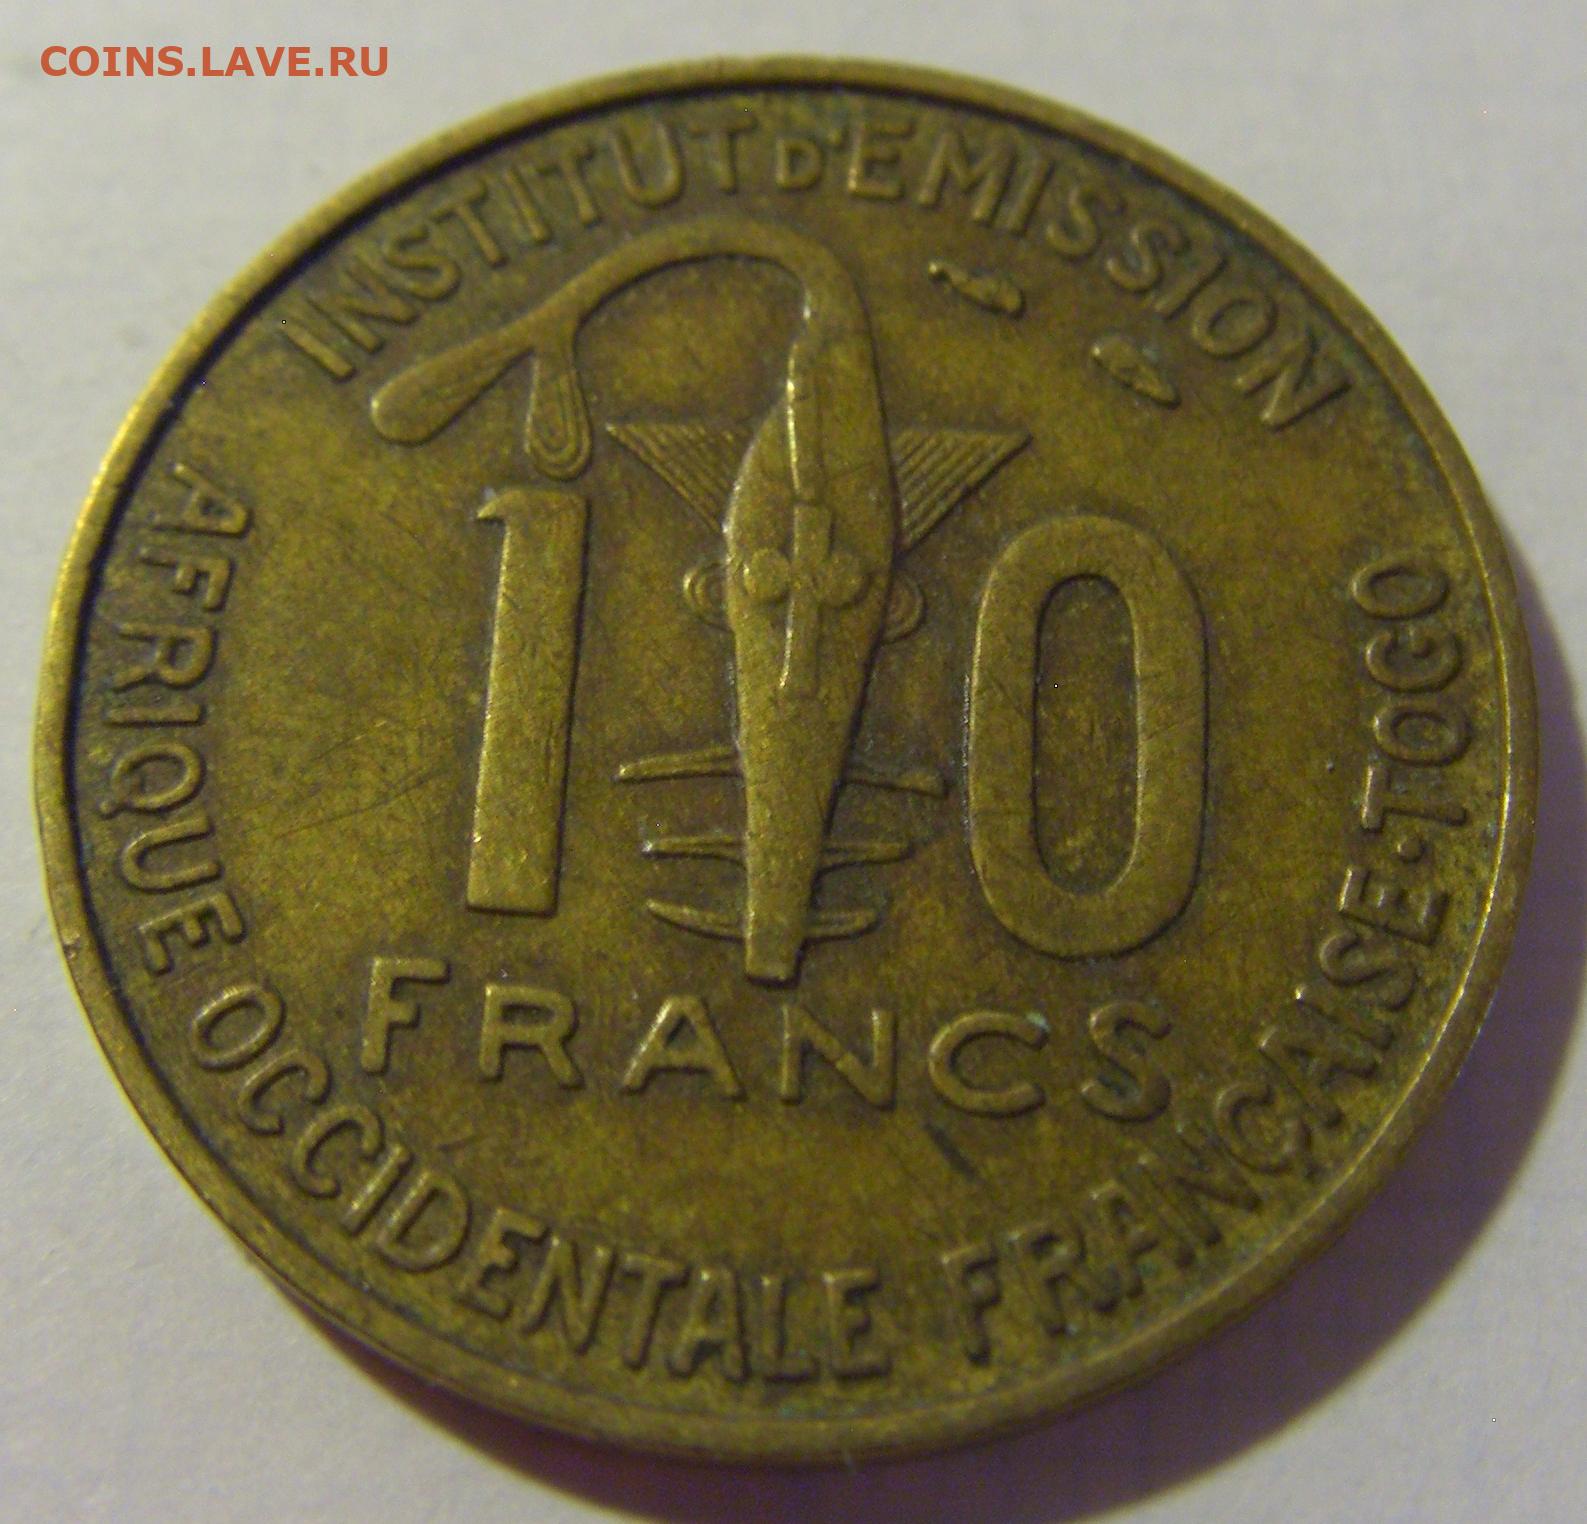 COINS.LAVE.RU
INSTITUT D'EMISSION
10
FRANCS
AFRIQUE OCCIDENTALE FRANÇAISE·TOGO